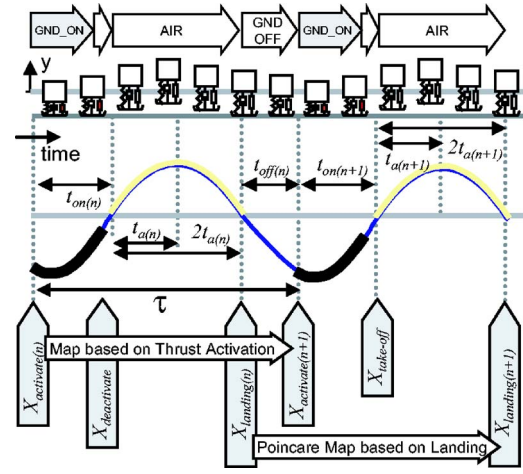 GND_ON
AIR
GND
OFF
GND_ON
AIR
y
time
t_on(n)
t_a(n)
2t_a(n)
t_off(n)
t_on(n+1)
t_a(n+1)
2t_a(n+1)
τ
X_activate(n)
Map based on Thrust Activation
X_deactivate
X_landing(n)
X_activate(n+1)
X_take-off
X_landing(n+1)
Poincare Map based on Landing